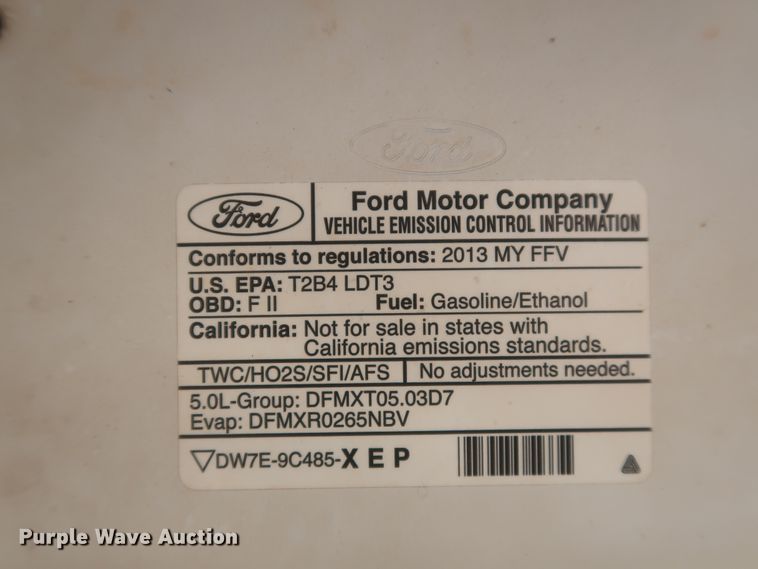 Ford
Ford
Ford Motor Company
VEHICLE EMISSION CONTROL INFORMATION
Conforms to regulations: 2013 MY FFV
U.S. EPA: T2B4 LDT3
OBD: F II Fuel: Gasoline/Ethanol
California: Not for sale in states with
California emissions standards.
TWC/HO2S/SFI/AFS No adjustments needed.
5.0L-Group: DFMXT05.03D7
Evap: DFMXR0265NBV
▽DW7E-9C485-X E P
Purple Wave Auction